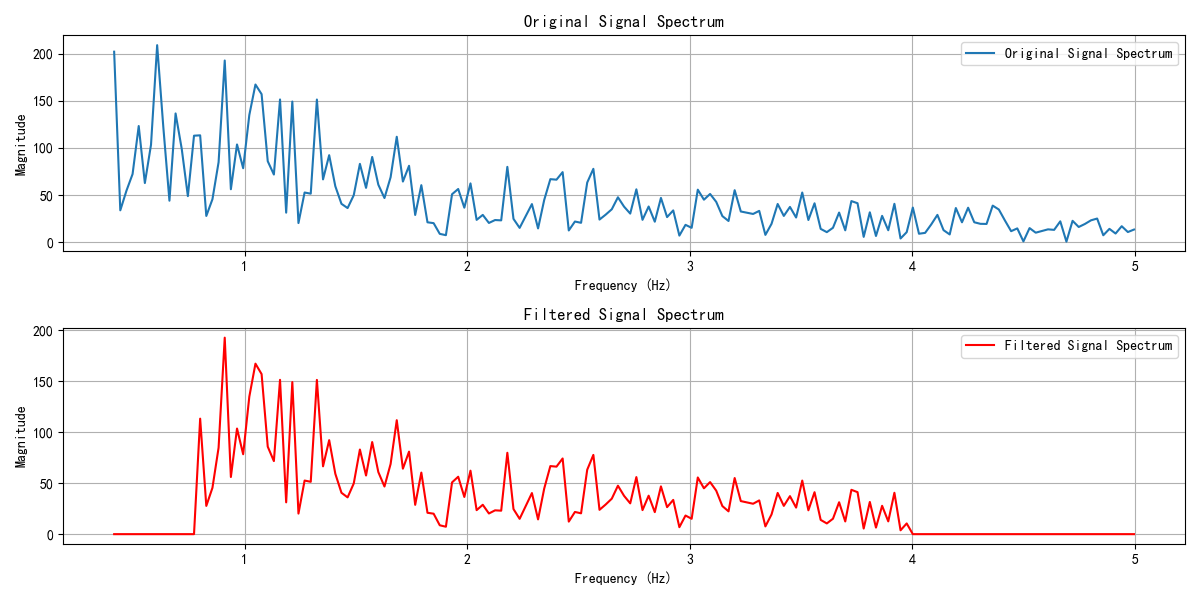 Original Signal Spectrum
Original Signal Spectrum
Magnitude
200
150
100
50
0
1
2
3
4
5
Frequency (Hz)
Filtered Signal Spectrum
Filtered Signal Spectrum
Magnitude
200
150
100
50
0
1
2
3
4
5
Frequency (Hz)